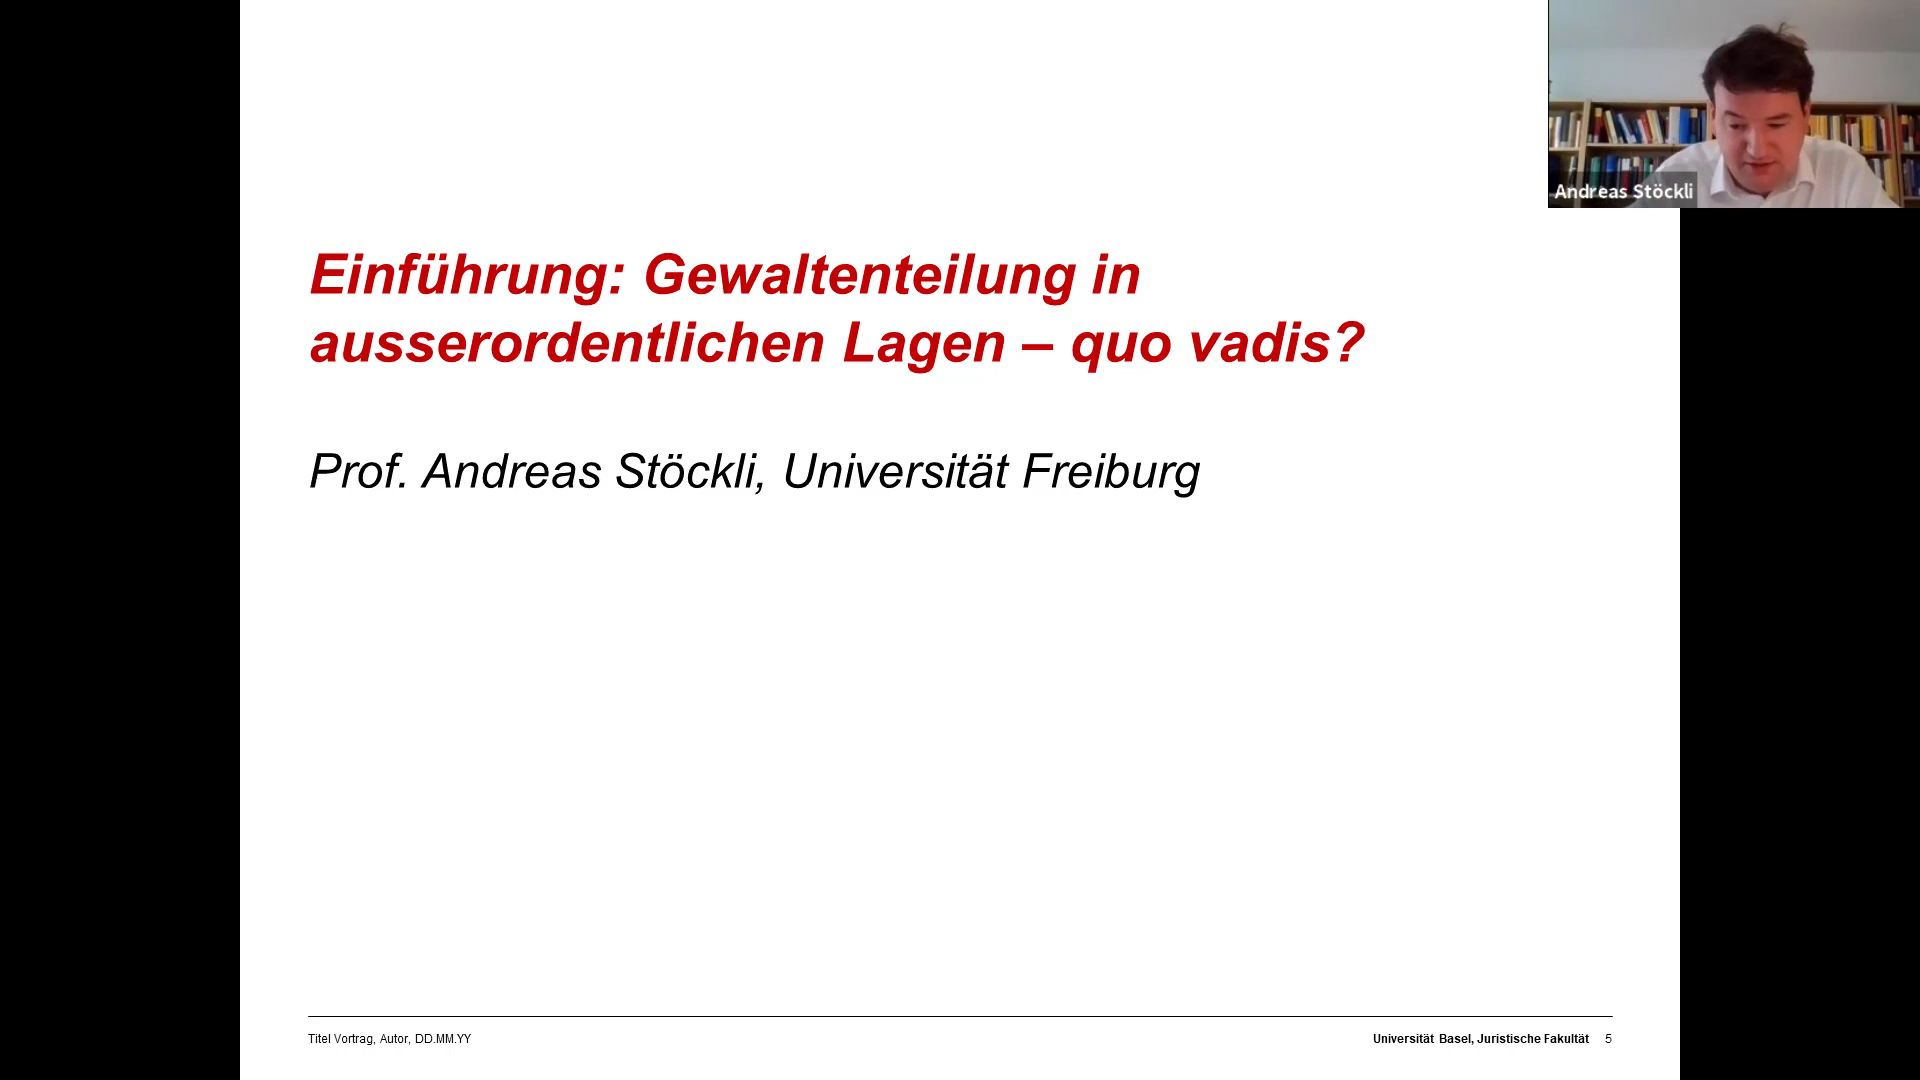 Andreas Stöckli
Einführung: Gewaltenteilung in
ausserordentlichen Lagen – quo vadis?
Prof. Andreas Stöckli, Universität Freiburg
Titel Vortrag, Autor, DD.MM.YY
Universität Basel, Juristische Fakultät 5